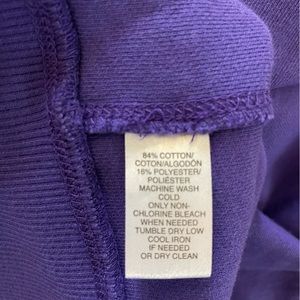 84% COTTON/
COTON/ALGODÓN
16% POLYESTER/
POLIÉSTER
MACHINE WASH
COLD
ONLY NON-
CHLORINE BLEACH
WHEN NEEDED
TUMBLE DRY LOW
COOL IRON
IF NEEDED
OR DRY CLEAN